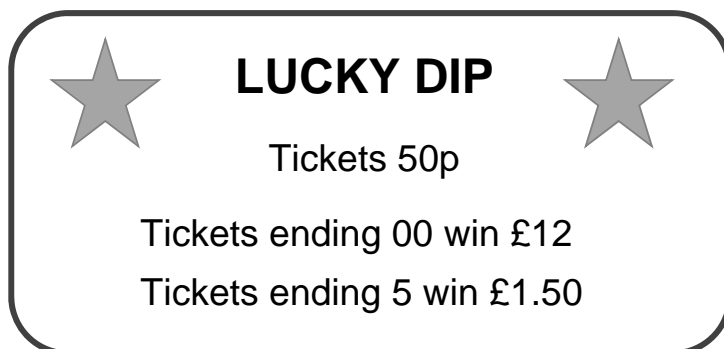 LUCKY DIP
Tickets 50p
Tickets ending 00 win £12
Tickets ending 5 win £1.50